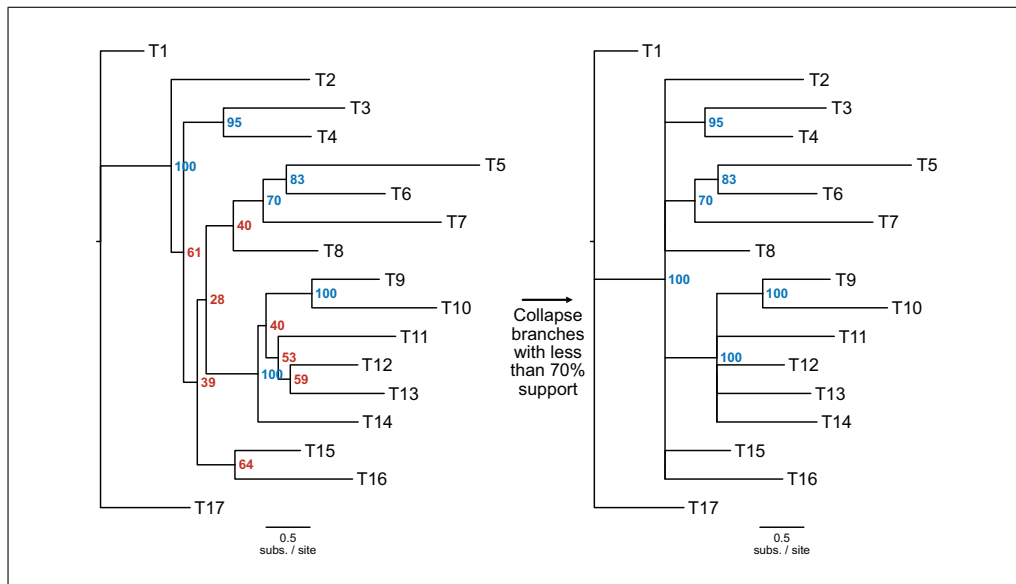 T1
T2
T3
95
T4
T5
83
T6
100
70
T7
40
T8
61
T9
28
100
T10
40
T11
53
T12
100
59
T13
39
T14
T15
64
T16
T17
0.5
subs. / site
Collapse
branches
with less
than 70%
support
T1
T2
T3
95
T4
T5
83
T6
70
T7
T8
T9
100
100
T10
T11
100
T12
T13
T14
T15
T16
T17
0.5
subs. / site